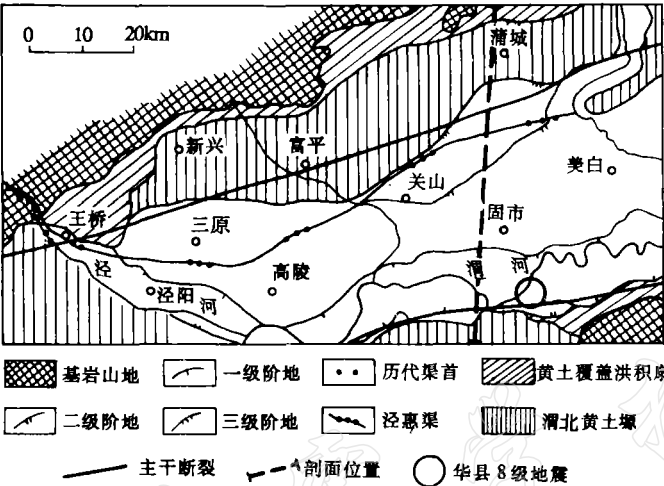 0 10 20km
蒲城
新兴
富平
美白
关山
王桥
三原
固市
泾
渭
河
高陵
泾阳
河
基岩山地
一级阶地
历代渠首
黄土覆盖洪积扇
二级阶地
三级阶地
泾惠渠
渭北黄土塬
主干断裂
剖面位置
华县8级地震